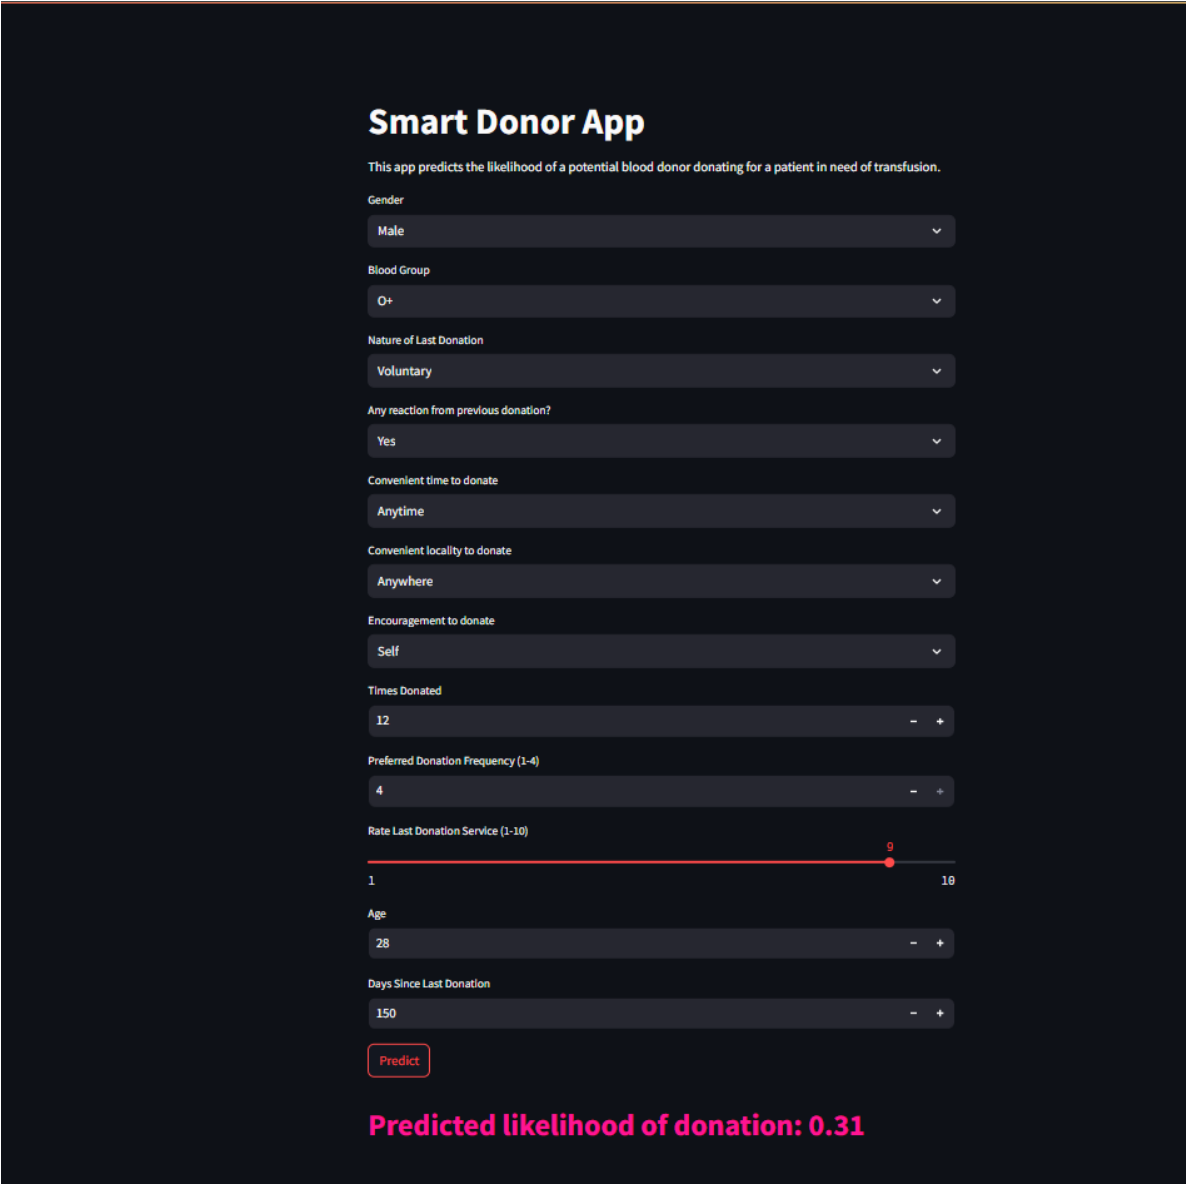 Smart Donor App
This app predicts the likelihood of a potential blood donor donating for a patient in need of transfusion.
Gender
Male
Blood Group
O+
Nature of Last Donation
Voluntary
Any reaction from previous donation?
Yes
Convenient time to donate
Anytime
Convenient locality to donate
Anywhere
Encouragement to donate
Self
Times Donated
12 − +
Preferred Donation Frequency (1-4)
4 − +
Rate Last Donation Service (1-10)
9
1 10
Age
28 − +
Days Since Last Donation
150 − +
Predict
Predicted likelihood of donation: 0.31